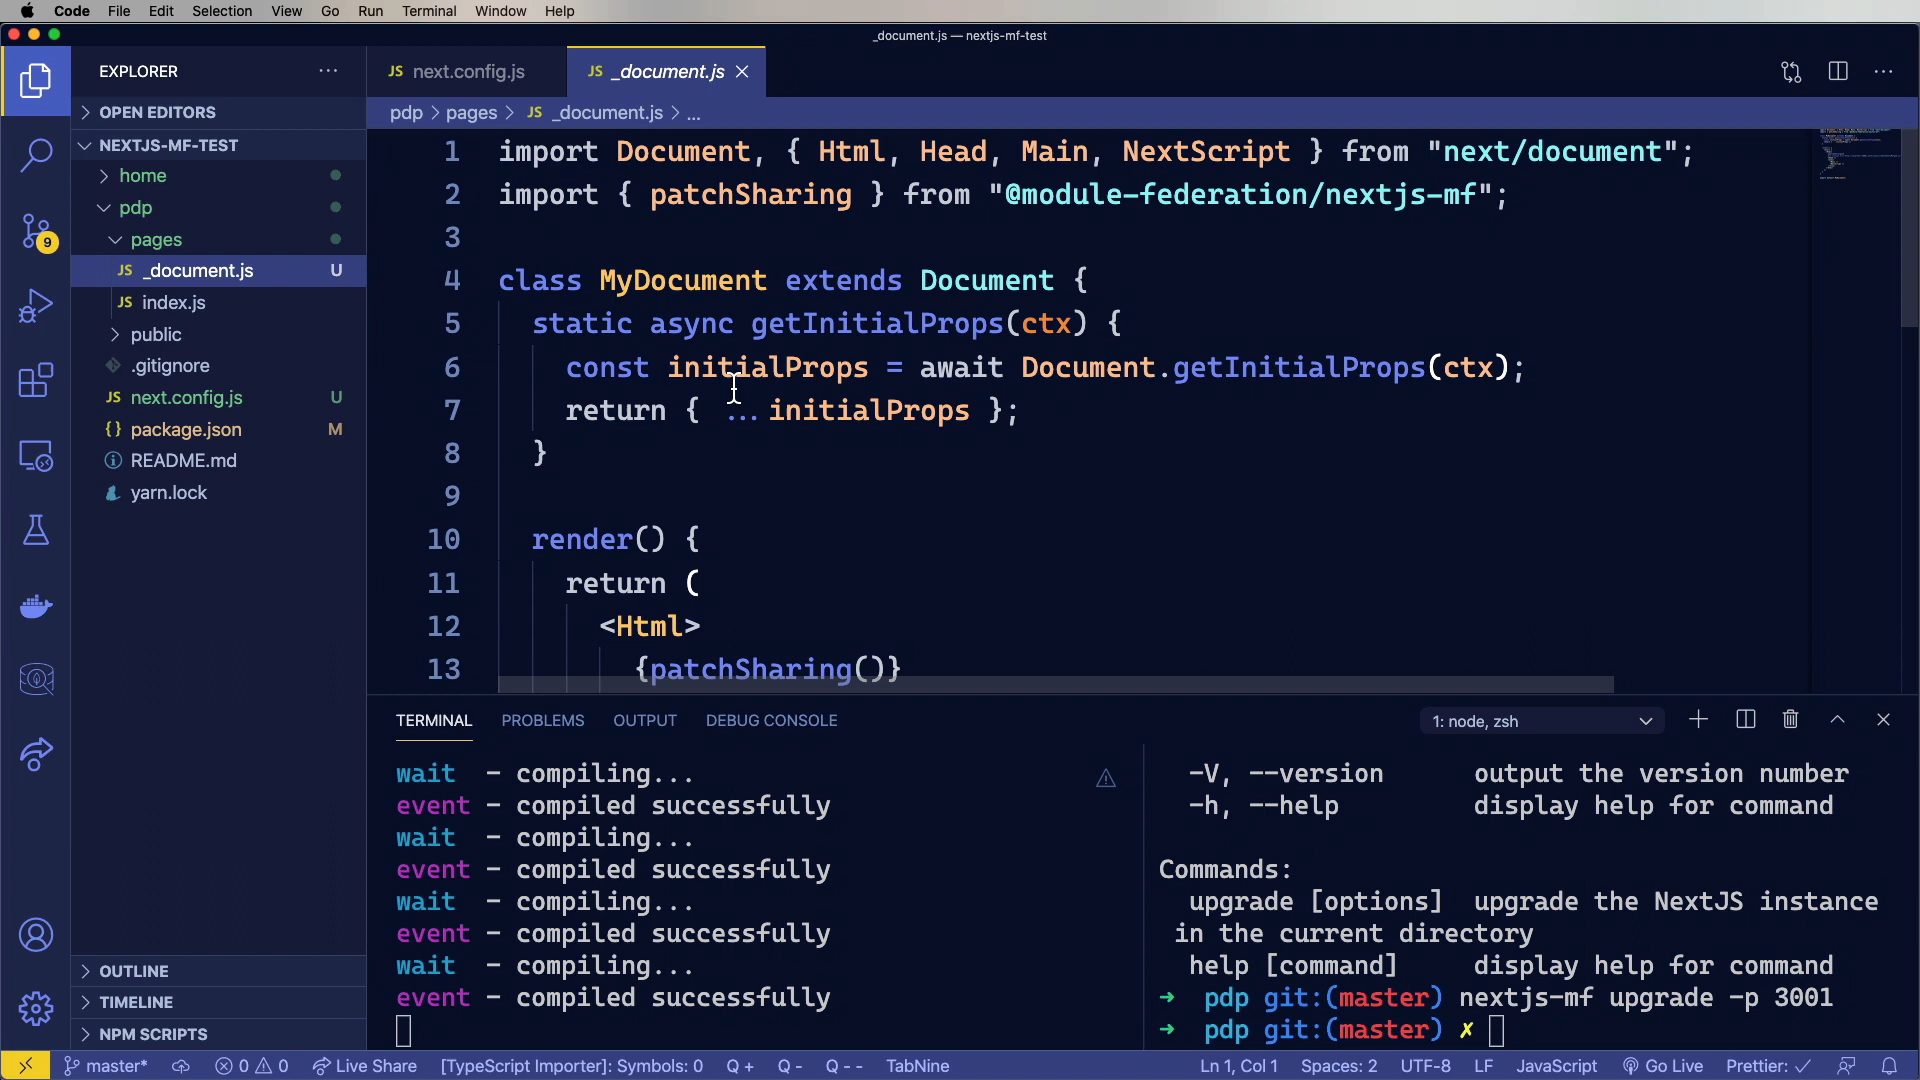 Code File Edit Selection View Go Run Terminal Window Help
_document.js — nextjs-mf-test
EXPLORER
JS next.config.js
JS _document.js
OPEN EDITORS
pdp > pages > JS _document.js > ...
NEXTJS-MF-TEST
home
pdp
pages
JS _document.js U
JS index.js
public
.gitignore
JS next.config.js U
{} package.json M
README.md
yarn.lock
9
OUTLINE
TIMELINE
NPM SCRIPTS
1 import Document, { Html, Head, Main, NextScript } from "next/document";
2 import { patchSharing } from "@module-federation/nextjs-mf";
3
4 class MyDocument extends Document {
5 static async getInitialProps(ctx) {
6 const initialProps = await Document.getInitialProps(ctx);
7 return { ...initialProps };
8 }
9
10 render() {
11 return (
12 <Html>
13 {patchSharing()}
TERMINAL PROBLEMS OUTPUT DEBUG CONSOLE
1: node, zsh
wait - compiling...
event - compiled successfully
wait - compiling...
event - compiled successfully
wait - compiling...
event - compiled successfully
wait - compiling...
event - compiled successfully
-V, --version output the version number
-h, --help display help for command
Commands:
upgrade [options] upgrade the NextJS instance
in the current directory
help [command] display help for command
→ pdp git:(master) nextjs-mf upgrade -p 3001
→ pdp git:(master) ✗
master* 0 0 Live Share [TypeScript Importer]: Symbols: 0 Q + Q - Q - - TabNine Ln 1, Col 1 Spaces: 2 UTF-8 LF JavaScript Go Live Prettier: ✓